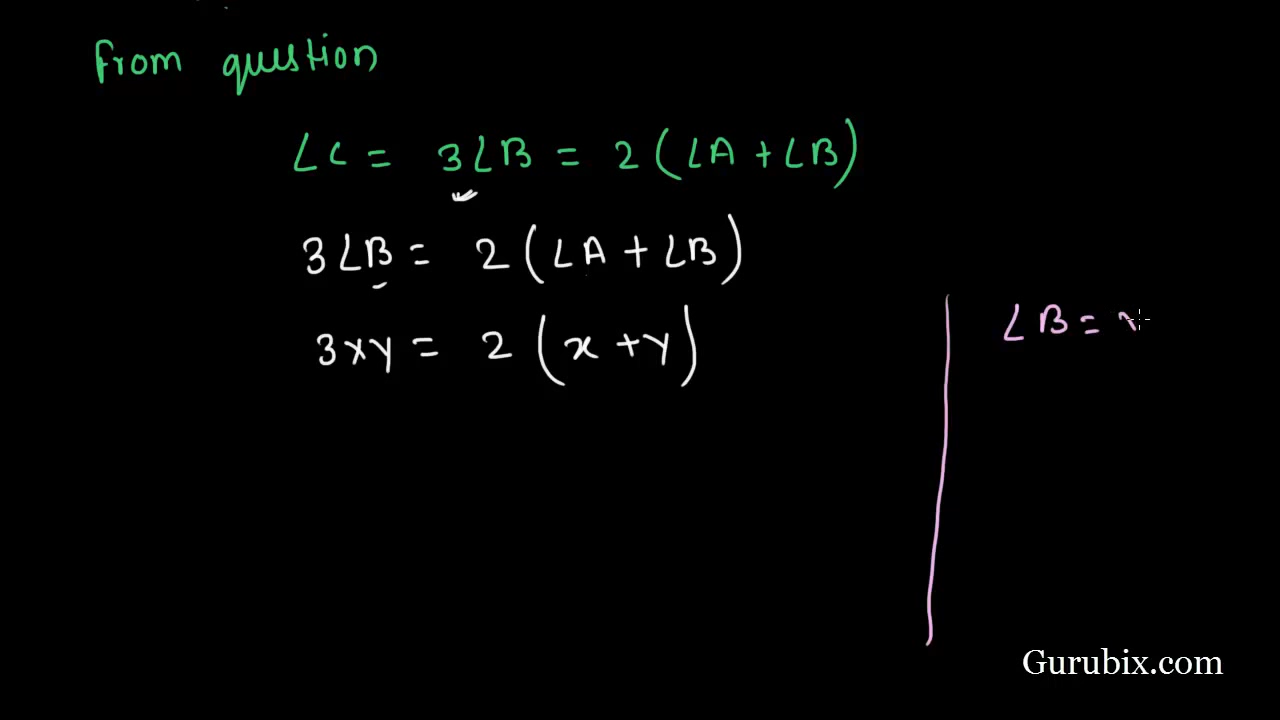 From question
∠C = 3∠B = 2(∠A + ∠B)
3∠B = 2(∠A + ∠B)
3xy = 2(x + y)
∠B =
Gurubix.com